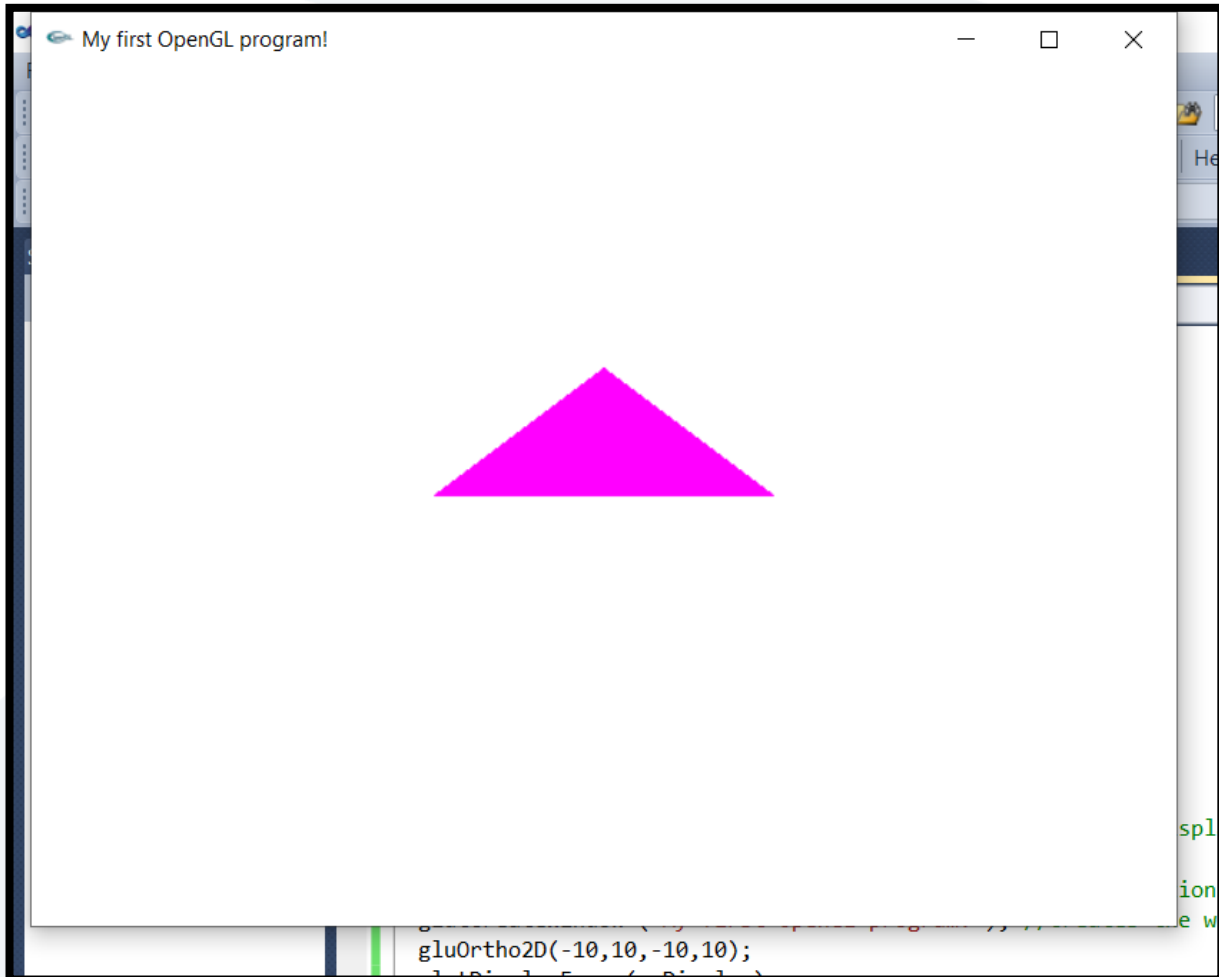 My first OpenGL program!
He
spl
ion
e w
gluOrtho2D(-10,10,-10,10);